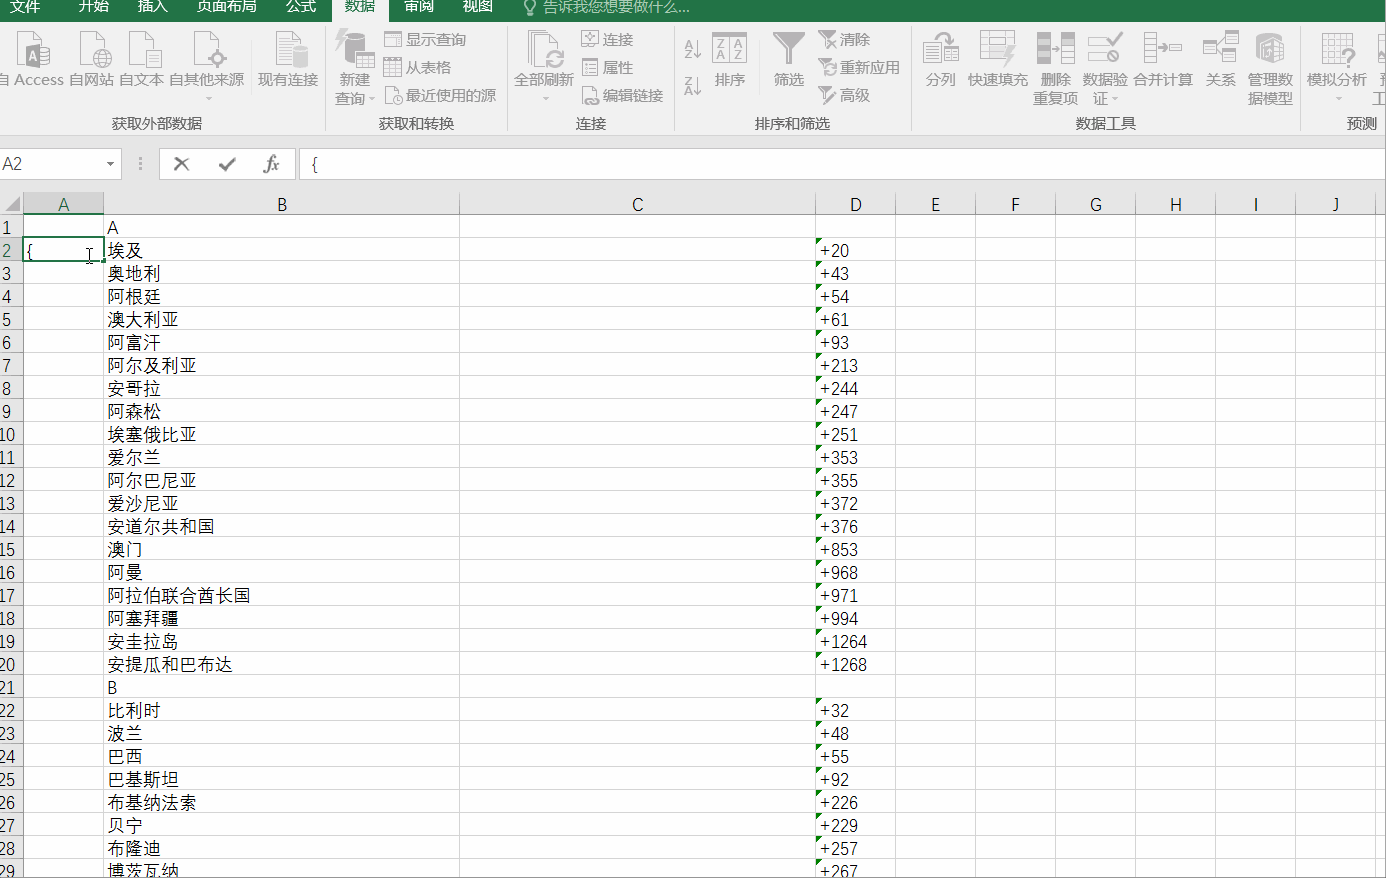 文件 开始 插入 页面布局 公式 数据 审阅 视图 告诉我您想要做什么...
自 Access 自网站 自文本 自其他来源 现有连接 新建 查询 显示查询 从表格 最近使用的源 全部刷新 连接 属性 编辑链接 排序 筛选 清除 重新应用 高级 分列 快速填充 删除 重复项 数据验 证 合并计算 关系 管理数 据模型 模拟分析
获取外部数据 获取和转换 连接 排序和筛选 数据工具 预测
A2 fx {
A B C D E F G H I J
1 A
2 { 埃及 +20
3 奥地利 +43
4 阿根廷 +54
5 澳大利亚 +61
6 阿富汗 +93
7 阿尔及利亚 +213
8 安哥拉 +244
9 阿森松 +247
10 埃塞俄比亚 +251
11 爱尔兰 +353
12 阿尔巴尼亚 +355
13 爱沙尼亚 +372
14 安道尔共和国 +376
15 澳门 +853
16 阿曼 +968
17 阿拉伯联合酋长国 +971
18 阿塞拜疆 +994
19 安圭拉岛 +1264
20 安提瓜和巴布达 +1268
21 B
22 比利时 +32
23 波兰 +48
24 巴西 +55
25 巴基斯坦 +92
26 布基纳法索 +226
27 贝宁 +229
28 布隆迪 +257
29 博茨瓦纳 +267